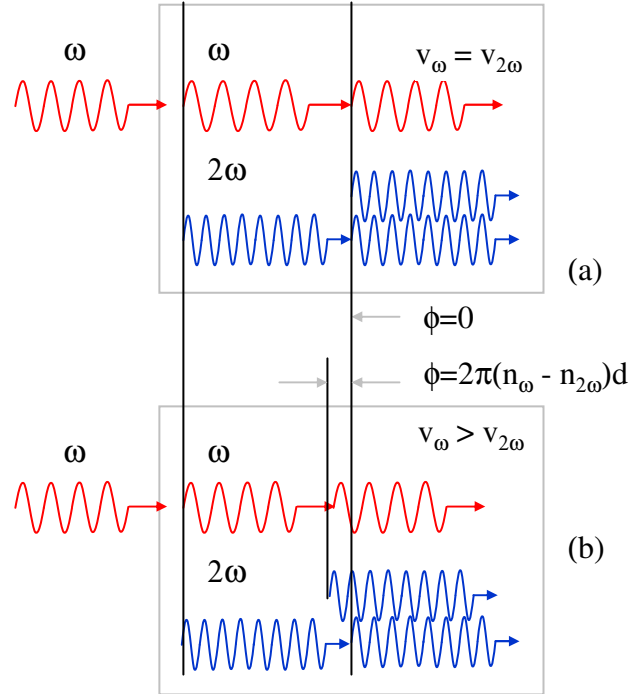 ω
ω
v_ω = v_2ω
2ω
(a)
ϕ=0
ϕ=2π(n_ω - n_2ω)d
v_ω > v_2ω
ω
ω
(b)
2ω